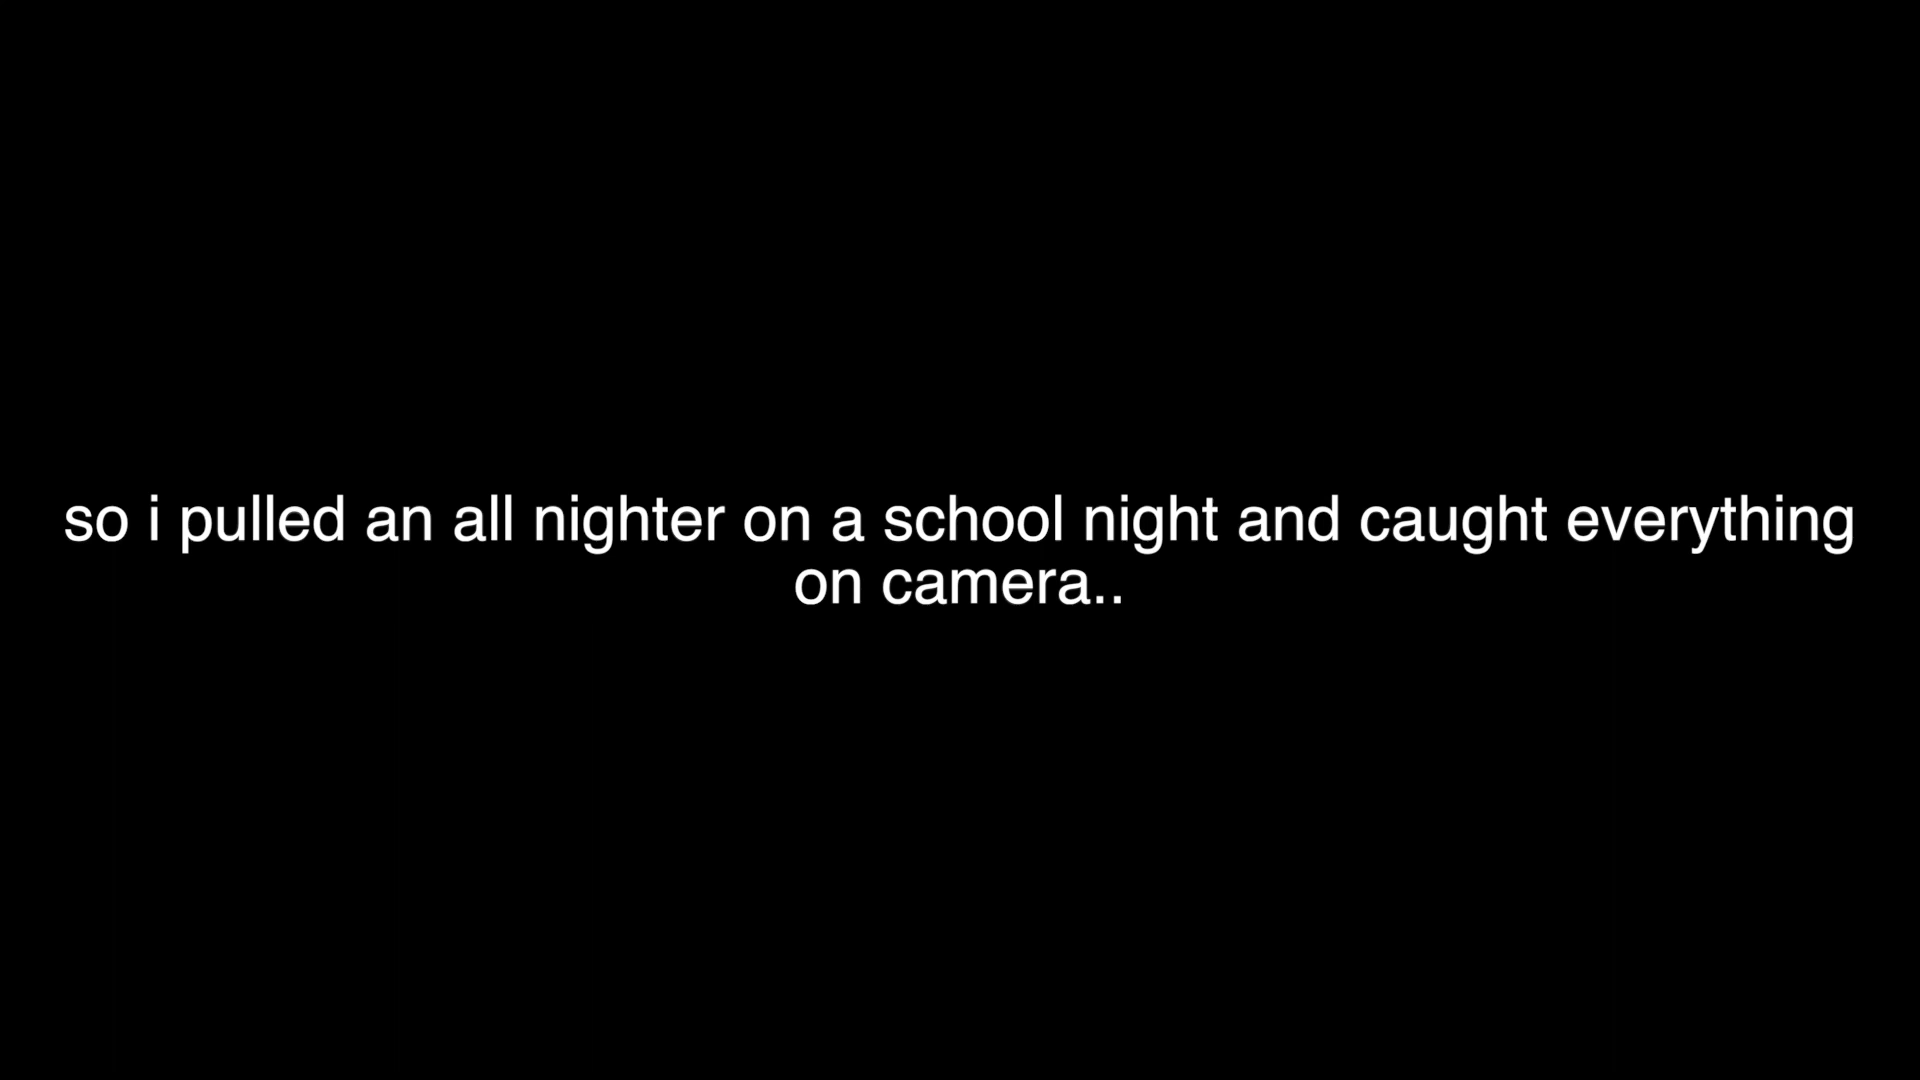 so i pulled an all nighter on a school night and caught everything
on camera..